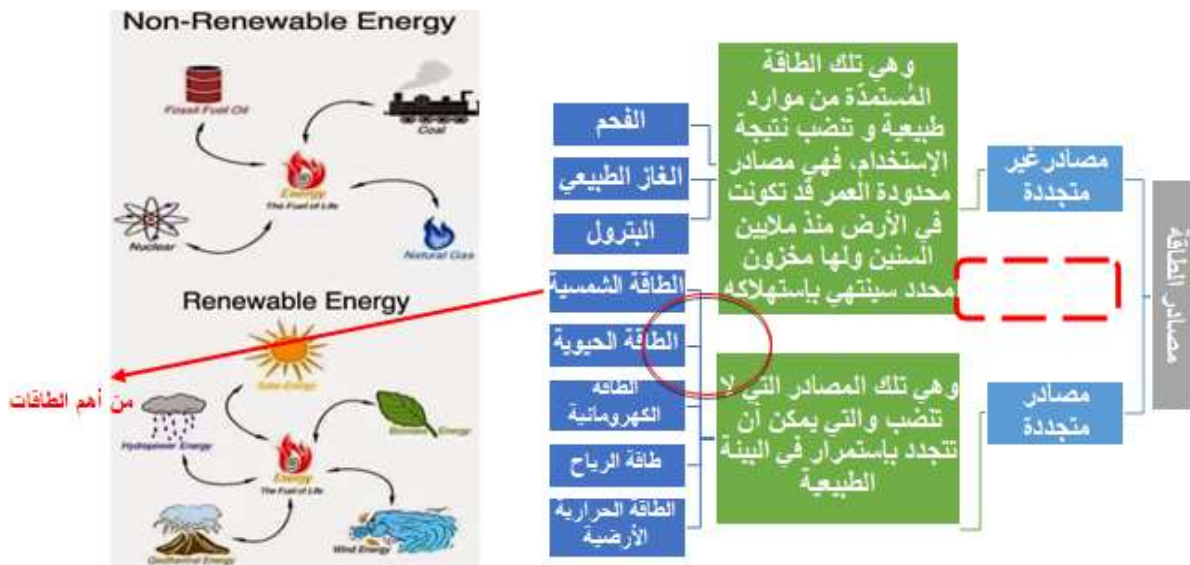 مصادر الطاقة
مصادر غير
متجددة
وهي تلك الطاقة
المُستمدّة من موارد
طبيعية و تنضب نتيجة
الإستخدام، فهي مصادر
محدودة العمر قد تكونت
في الأرض منذ ملايين
السنين ولها مخزون
محدد سينتهي بإستهلاكه
الفحم
الغاز الطبيعي
البترول
مصادر
متجددة
وهي تلك المصادر التي لا
تنضب والتي يمكن أن
تتجدد بإستمرار في البيئة
الطبيعية
الطاقة الشمسية
الطاقة الحيوية
الطاقة
الكهرومائية
طاقة الرياح
الطاقة الحرارية
الأرضية
من أهم الطاقات
Non-Renewable Energy
Fossil Fuel Oil
Coal
Energy
The Fuel of Life
Nuclear
Natural Gas
Renewable Energy
Solar Energy
Hydropower Energy
Biomass Energy
Energy
The Fuel of Life
Geothermal Energy
Wind Energy